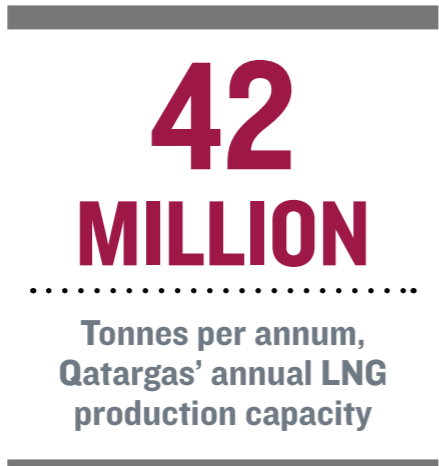 42
MILLION
Tonnes per annum,
Qatargas’ annual LNG
production capacity